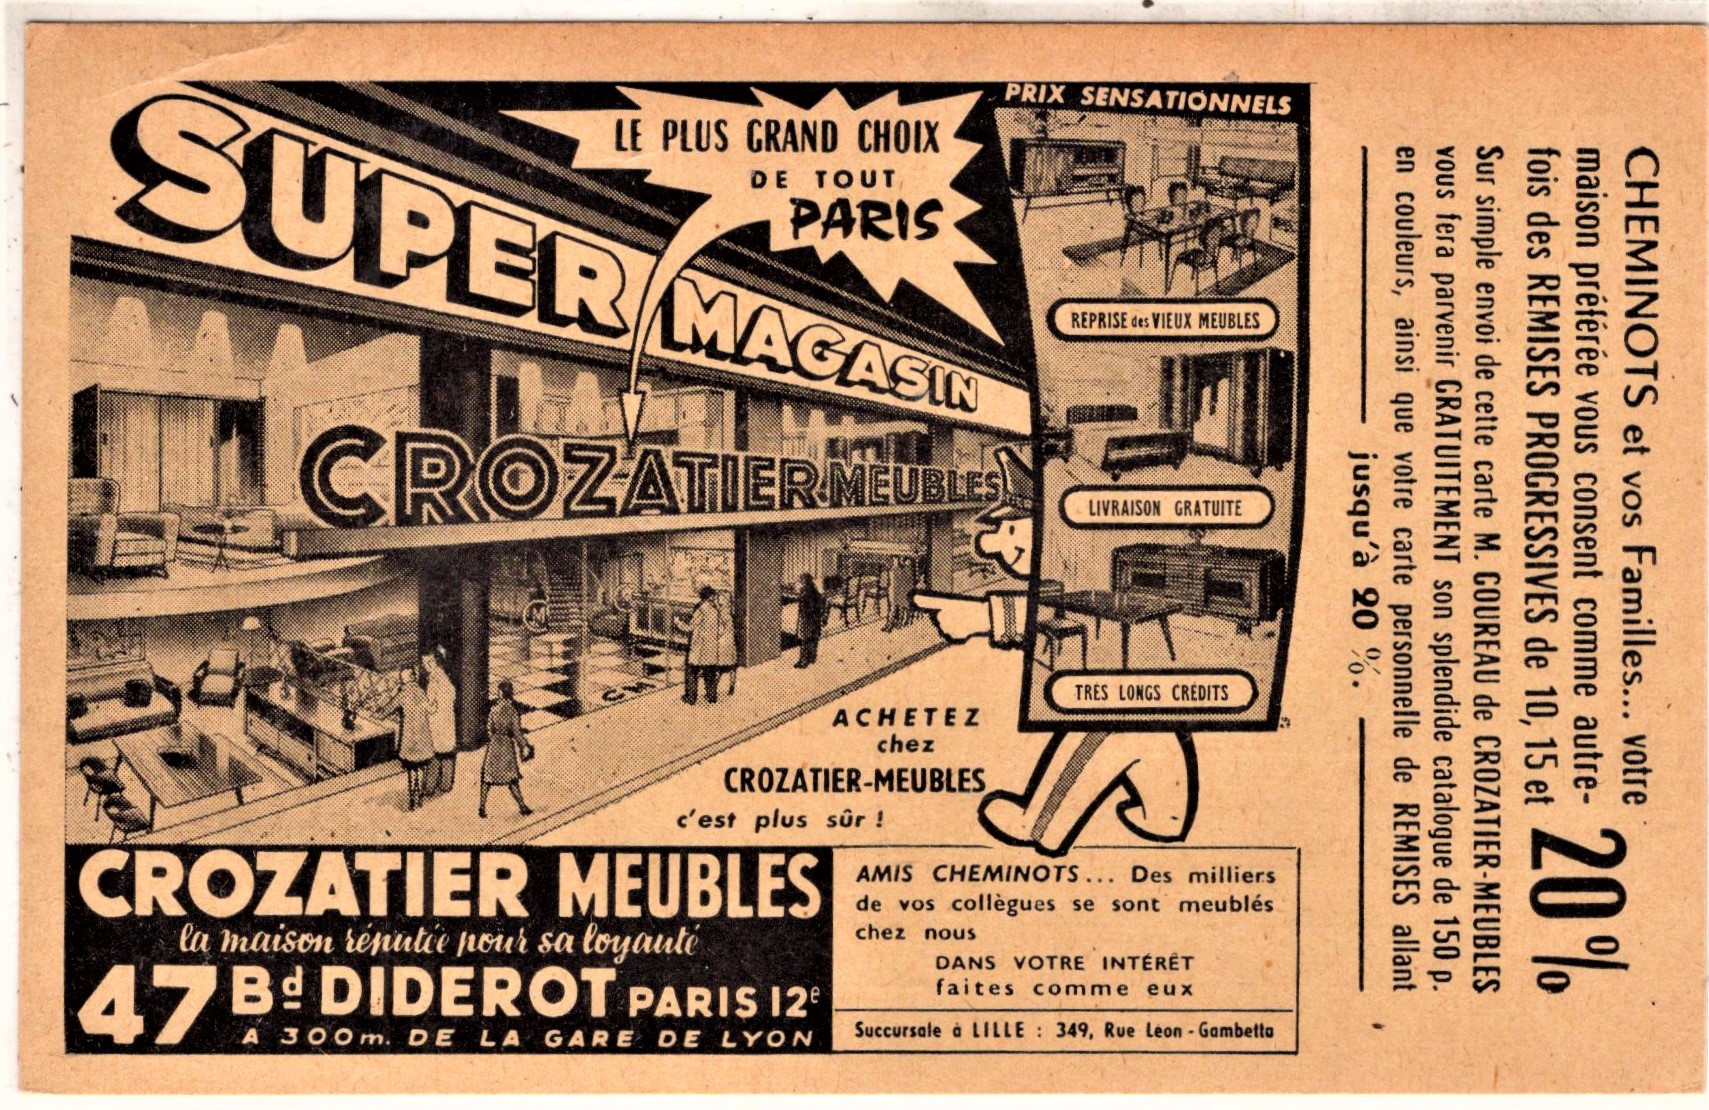 SUPER MAGASIN
LE PLUS GRAND CHOIX
DE TOUT
PARIS
CROZATIER-MEUBLES
PRIX SENSATIONNELS
REPRISE des VIEUX MEUBLES
LIVRAISON GRATUITE
TRÈS LONGS CRÉDITS
ACHETEZ
chez
CROZATIER-MEUBLES
c'est plus sûr !
CROZATIER MEUBLES
la maison réputée pour sa loyauté
47 Bd DIDEROT PARIS 12e
A 300m. DE LA GARE DE LYON
AMIS CHEMINOTS... Des milliers
de vos collègues se sont meublés
chez nous
DANS VOTRE INTÉRÊT
faites comme eux
Succursale à LILLE : 349, Rue Léon-Gambetta
CHEMINOTS et vos Familles... votre
maison préférée vous consent comme autre-
fois des REMISES PROGRESSIVES de 10, 15 et
20 %
Sur simple envoi de cette carte M. GOUREAU de CROZATIER-MEUBLES
vous fera parvenir GRATUITEMENT son splendide catalogue de 150 p.
en couleurs, ainsi que votre carte personnelle de REMISES allant
jusqu'à 20 %.